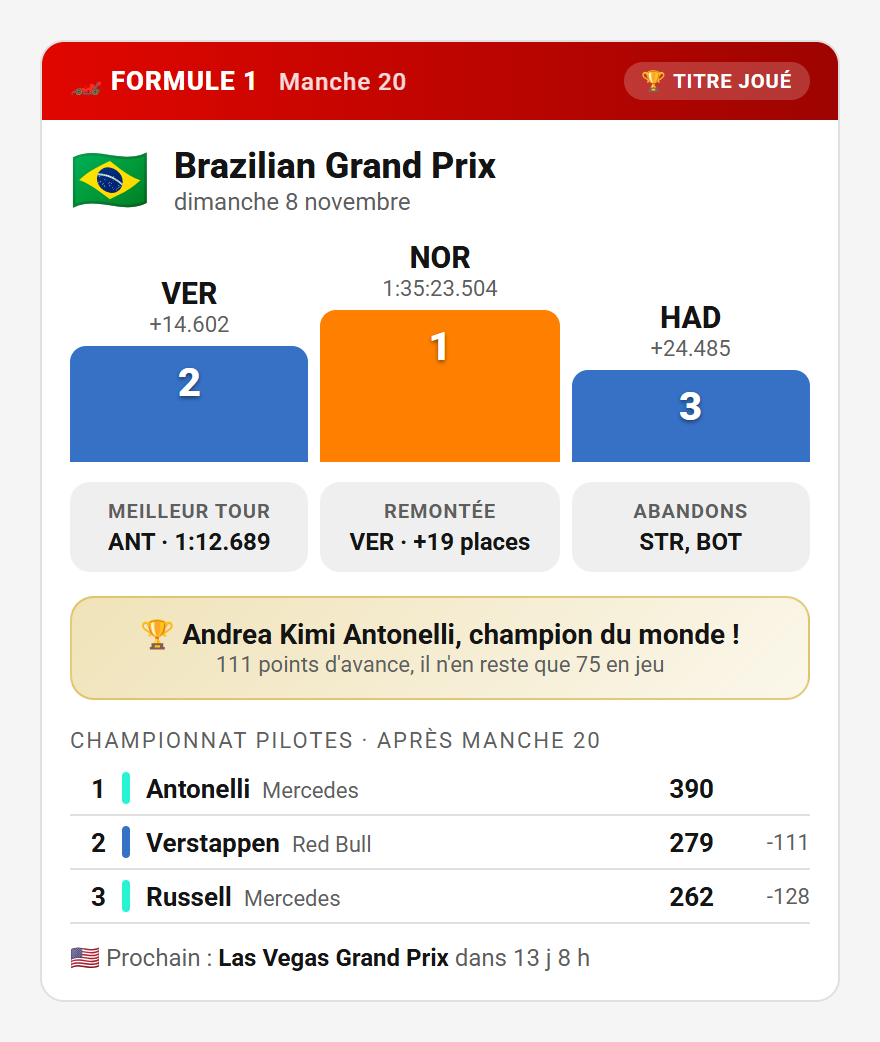 FORMULE 1 Manche 20
🏆 TITRE JOUÉ
Brazilian Grand Prix
dimanche 8 novembre
NOR
1:35:23.504
VER
+14.602
HAD
+24.485
1
2
3
MEILLEUR TOUR
ANT · 1:12.689
REMONTÉE
VER · +19 places
ABANDONS
STR, BOT
🏆 Andrea Kimi Antonelli, champion du monde !
111 points d'avance, il n'en reste que 75 en jeu
CHAMPIONNAT PILOTES · APRÈS MANCHE 20
1 Antonelli Mercedes 390
2 Verstappen Red Bull 279 -111
3 Russell Mercedes 262 -128
🇺🇸 Prochain : Las Vegas Grand Prix dans 13 j 8 h